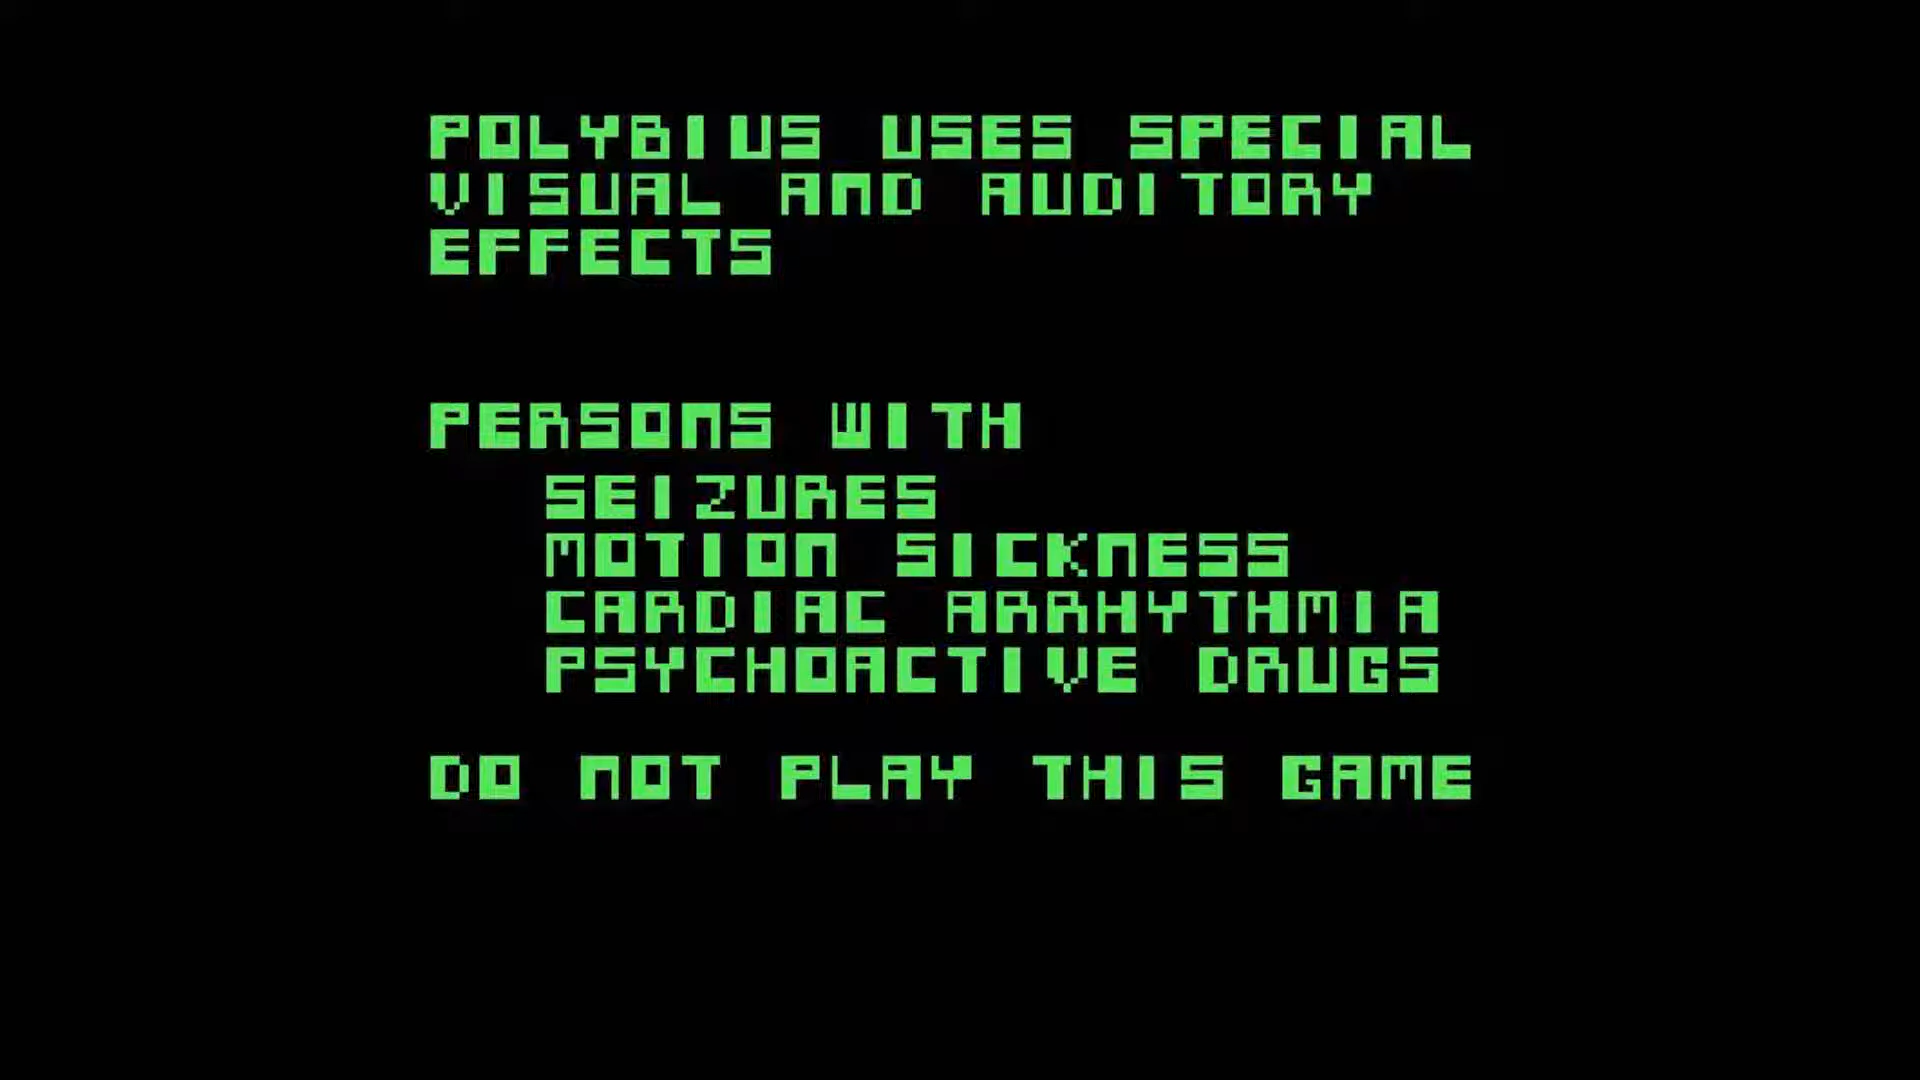 POLYBIUS USES SPECIAL
VISUAL AND AUDITORY
EFFECTS
PERSONS WITH
SEIZURES
MOTION SICKNESS
CARDIAC ARRHYTHMIA
PSYCHOACTIVE DRUGS
DO NOT PLAY THIS GAME